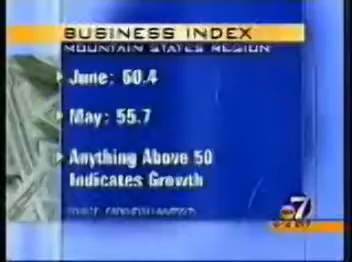 BUSINESS INDEX
MOUNTAIN STATES REGION
June: 60.4
May: 55.7
Anything Above 50
Indicates Growth
7